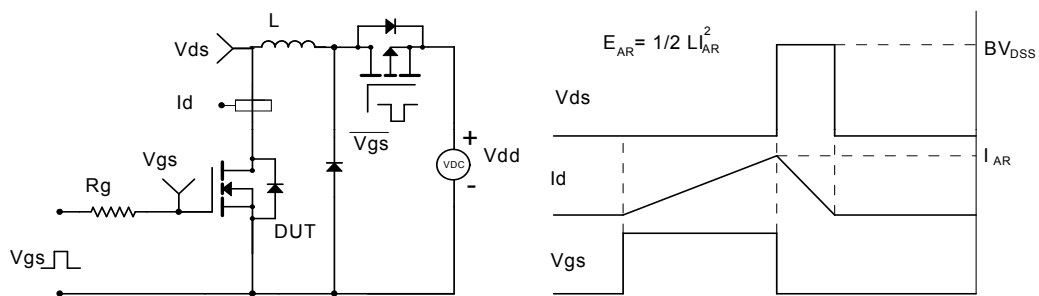 L
Vds
Id
Vgs
Vgs
+
VDC
Vdd
-
Rg
DUT
Vgs
E_AR = 1/2 LI²_AR
BV_DSS
Vds
I_AR
Id
Vgs